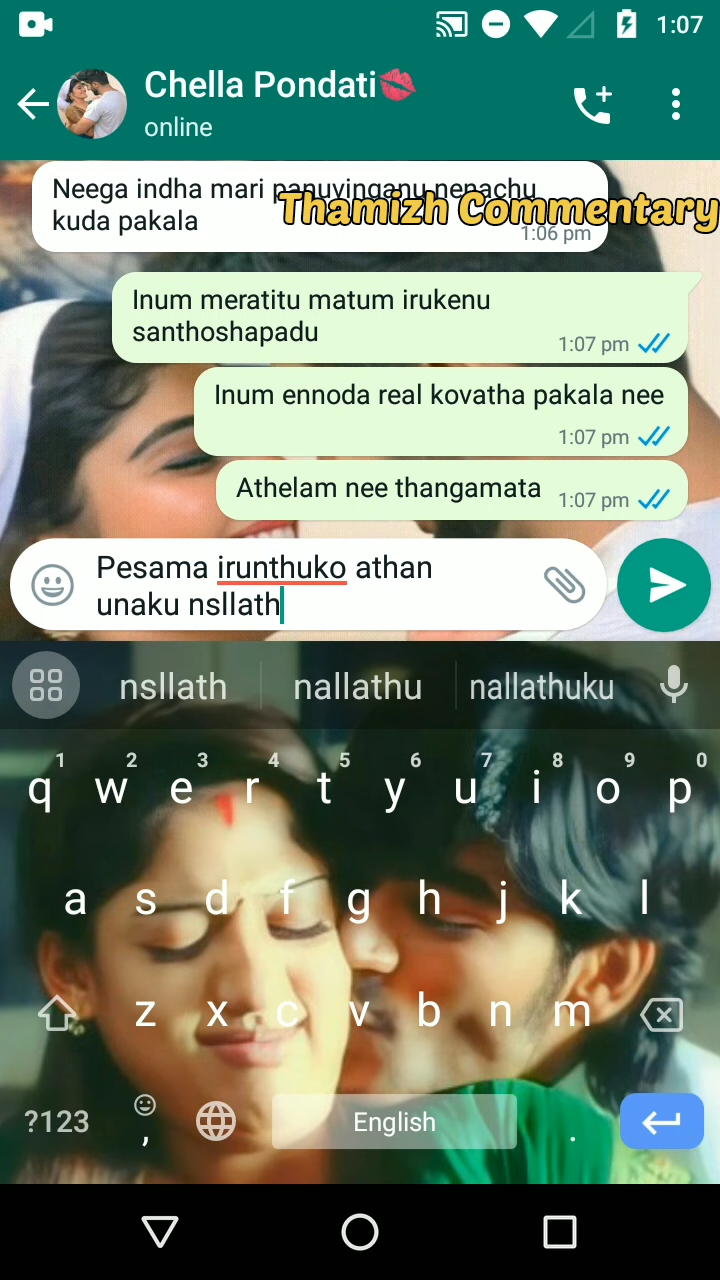 1:07
Chella Pondati💋
online
Neega indha mari panuvinganu nenachu
kuda pakala
1:06 pm
Thamizh Commentary
Inum meratitu matum irukenu
santhoshapadu
1:07 pm
Inum ennoda real kovatha pakala nee
1:07 pm
Athelam nee thangamata 1:07 pm
Pesama irunthuko athan
unaku nsllath
nsllath nallathu nallathuku
1 2 3 4 5 6 7 8 9 0
q w e r t y u i o p
a s d f g h j k l
z x c v b n m
?123 , English .